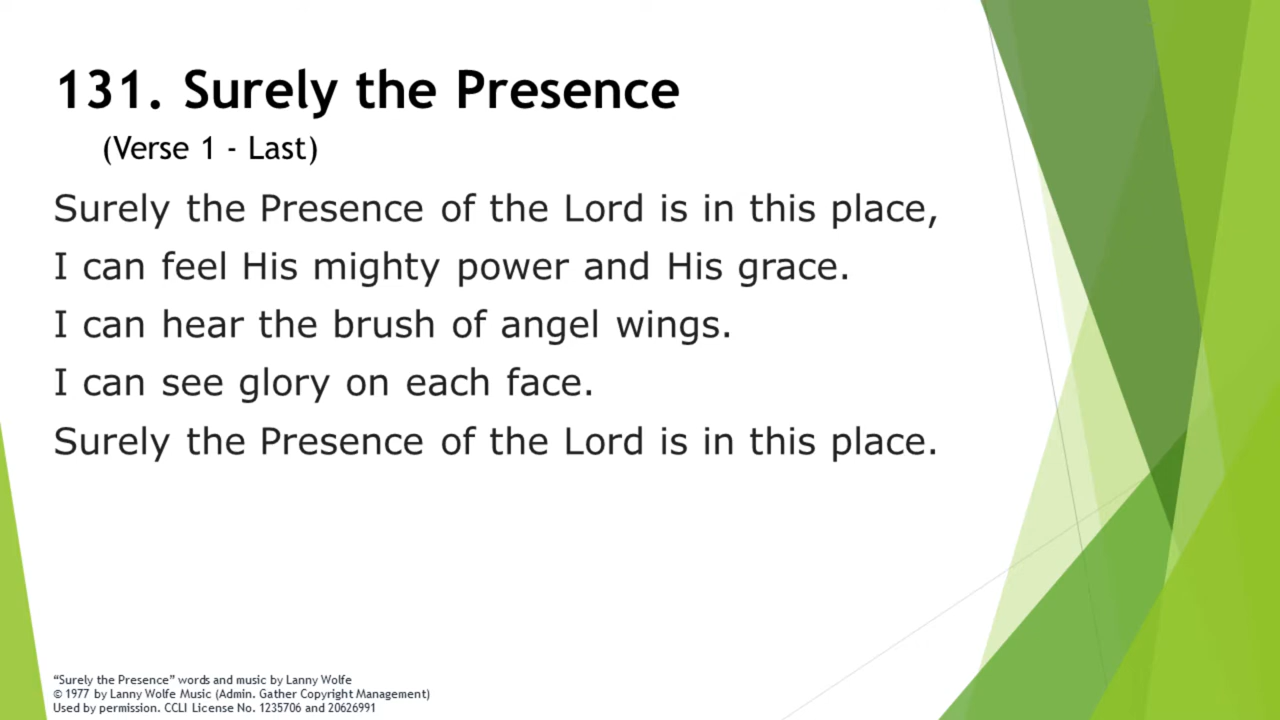 131. Surely the Presence
(Verse 1 - Last)
Surely the Presence of the Lord is in this place,
I can feel His mighty power and His grace.
I can hear the brush of angel wings.
I can see glory on each face.
Surely the Presence of the Lord is in this place.
“Surely the Presence” words and music by Lanny Wolfe
© 1977 by Lanny Wolfe Music (Admin. Gather Copyright Management)
Used by permission. CCLI License No. 1235706 and 20626991